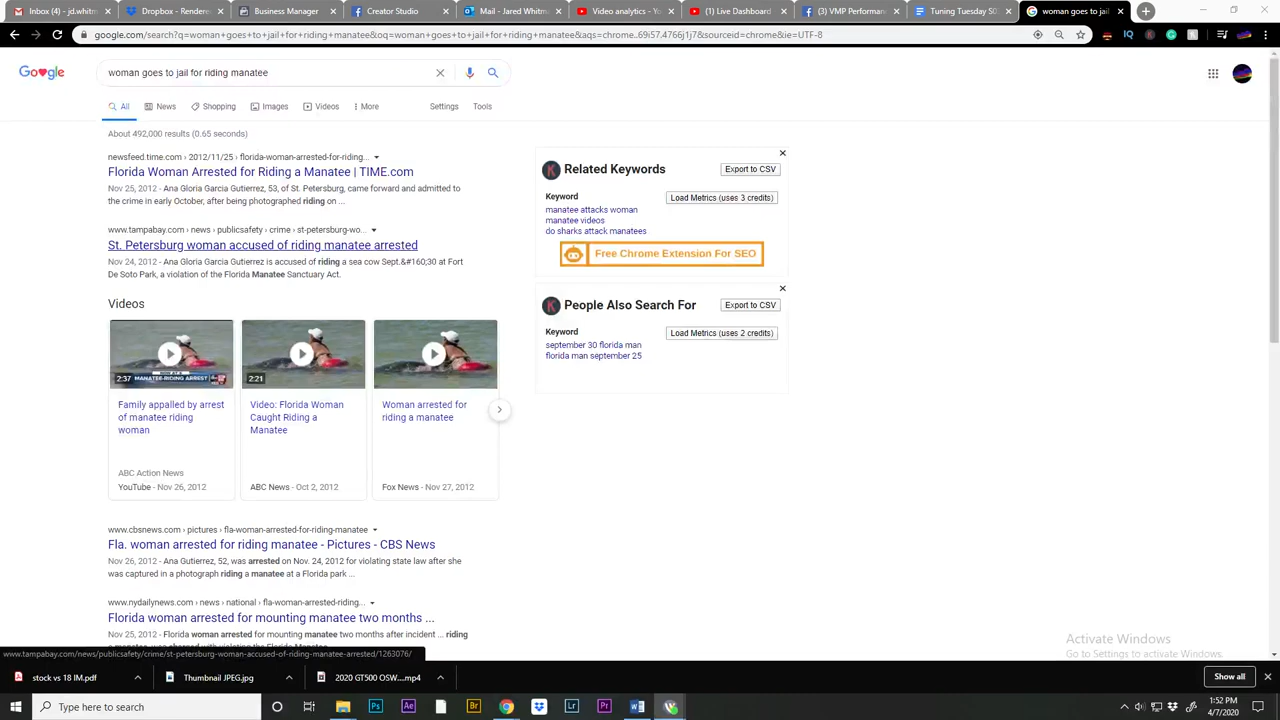 Inbox - jd.whitm
Dropbox - Render
Business Manager
Creator Studio
Mail - Jared Whitm
Video analytics - Y
(1) Live Dashboard
(3) VMP Performan
Tuning Tuesday SO
woman goes to jail
google.com/search?q=woman+goes+to+jail+for+riding+manatee&oq=woman+goes+to+jail+for+riding+manatee&aqs=chrome..69i57.4766j1j7&sourceid=chrome&ie=UTF-8
Google
woman goes to jail for riding manatee
All News Shopping Images Videos More Settings Tools
About 492,000 results (0.65 seconds)
newsfeed.time.com › 2012/11/25 › florida-woman-arrested-for-riding...
Florida Woman Arrested for Riding a Manatee | TIME.com
Nov 25, 2012 - Ana Gloria Garcia Gutierrez, 53, of St. Petersburg, came forward and admitted to
the crime in early October, after being photographed riding on ...
www.tampabay.com › news › publicsafety › crime › st-petersburg-wo...
St. Petersburg woman accused of riding manatee arrested
Nov 24, 2012 - Ana Gloria Garcia Gutierrez is accused of riding a sea cow Sept.&#160;30 at Fort
De Soto Park, a violation of the Florida Manatee Sanctuary Act.
Videos
2:37
MANATEE-RIDING ARREST
2:21
Family appalled by arrest
of manatee riding
woman
ABC Action News
YouTube - Nov 26, 2012
Video: Florida Woman
Caught Riding a
Manatee
ABC News - Oct 2, 2012
Woman arrested for
riding a manatee
Fox News - Nov 27, 2012
www.cbsnews.com › pictures › fla-woman-arrested-for-riding-manatee
Fla. woman arrested for riding manatee - Pictures - CBS News
Nov 26, 2012 - Ana Gutierrez, 52, was arrested on Nov. 24, 2012 for violating state law after she
was captured in a photograph riding a manatee at a Florida park ...
www.nydailynews.com › news › national › fla-woman-arrested-riding...
Florida woman arrested for mounting manatee two months ...
Nov 25, 2012 - Florida woman arrested for mounting manatee two months after incident ... riding
Related Keywords
Export to CSV
Keyword
Load Metrics (uses 3 credits)
manatee attacks woman
manatee videos
do sharks attack manatees
Free Chrome Extension For SEO
People Also Search For
Export to CSV
Keyword
Load Metrics (uses 2 credits)
september 30 florida man
florida man september 25
Activate Windows
Go to Settings to activate Windows.
www.tampabay.com/news/publicsafety/crime/st-petersburg-woman-accused-of-riding-manatee-arrested/1263076/
stock vs 18 IM.pdf
Thumbnail JPEG.jpg
2020 GT500 OSW....mp4
Show all
Type here to search
Ps
Ae
Br
Lr
Pr
1:52 PM
4/7/2020